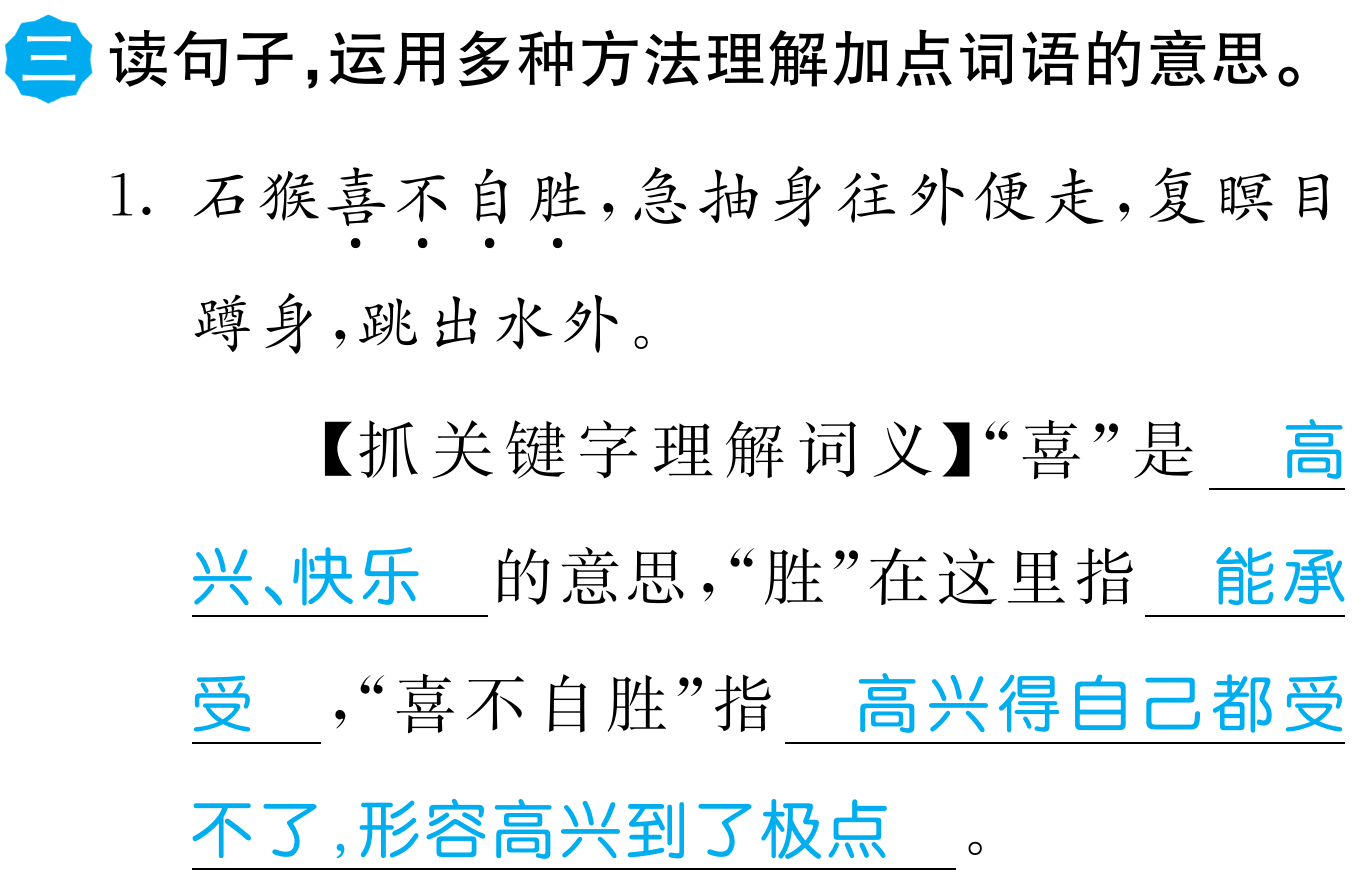 三 读句子,运用多种方法理解加点词语的意思。
1. 石猴喜不自胜,急抽身往外便走,复瞑目
蹲身,跳出水外。
【抓关键字理解词义】“喜”是 高
兴、快乐 的意思,“胜”在这里指 能承
受 ,“喜不自胜”指 高兴得自己都受
不了,形容高兴到了极点 。